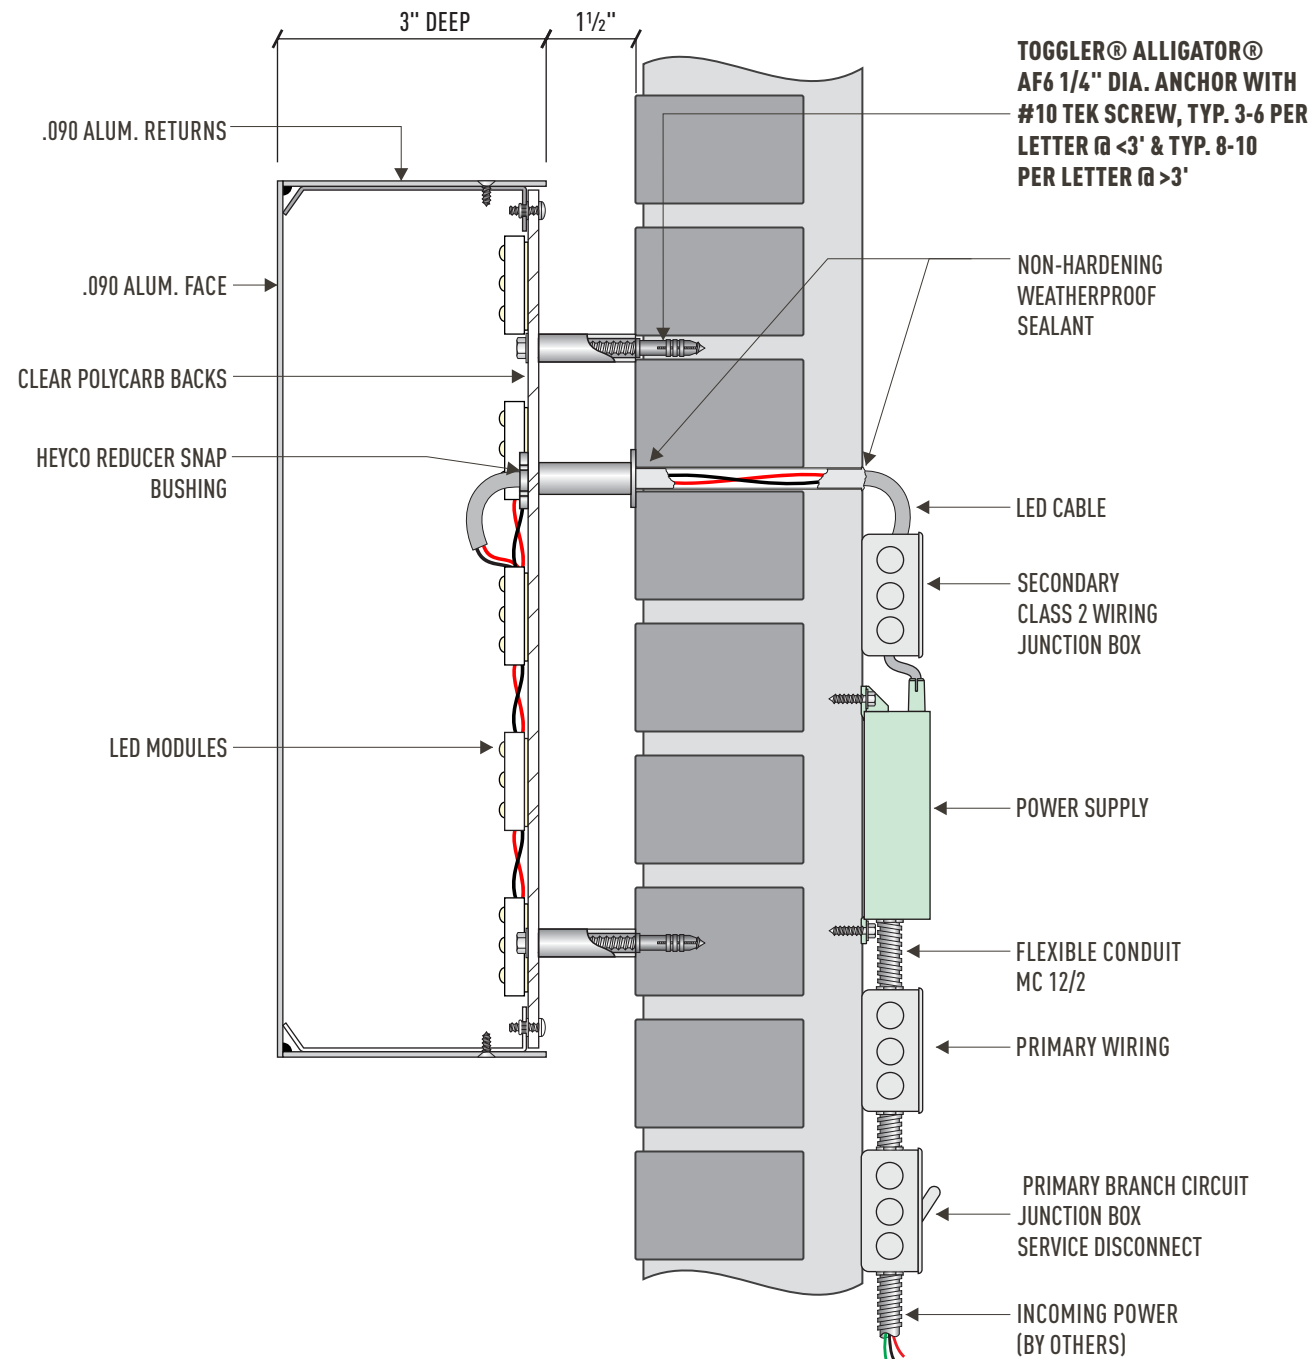 3" DEEP
1 1/2"
TOGGLER® ALLIGATOR®
AF6 1/4" DIA. ANCHOR WITH
#10 TEK SCREW, TYP. 3-6 PER
LETTER @ <3' & TYP. 8-10
PER LETTER @ >3'
.090 ALUM. RETURNS
.090 ALUM. FACE
NON-HARDENING
WEATHERPROOF
SEALANT
CLEAR POLYCARB BACKS
HEYCO REDUCER SNAP
BUSHING
LED CABLE
SECONDARY
CLASS 2 WIRING
JUNCTION BOX
LED MODULES
POWER SUPPLY
FLEXIBLE CONDUIT
MC 12/2
PRIMARY WIRING
PRIMARY BRANCH CIRCUIT
JUNCTION BOX
SERVICE DISCONNECT
INCOMING POWER
(BY OTHERS)